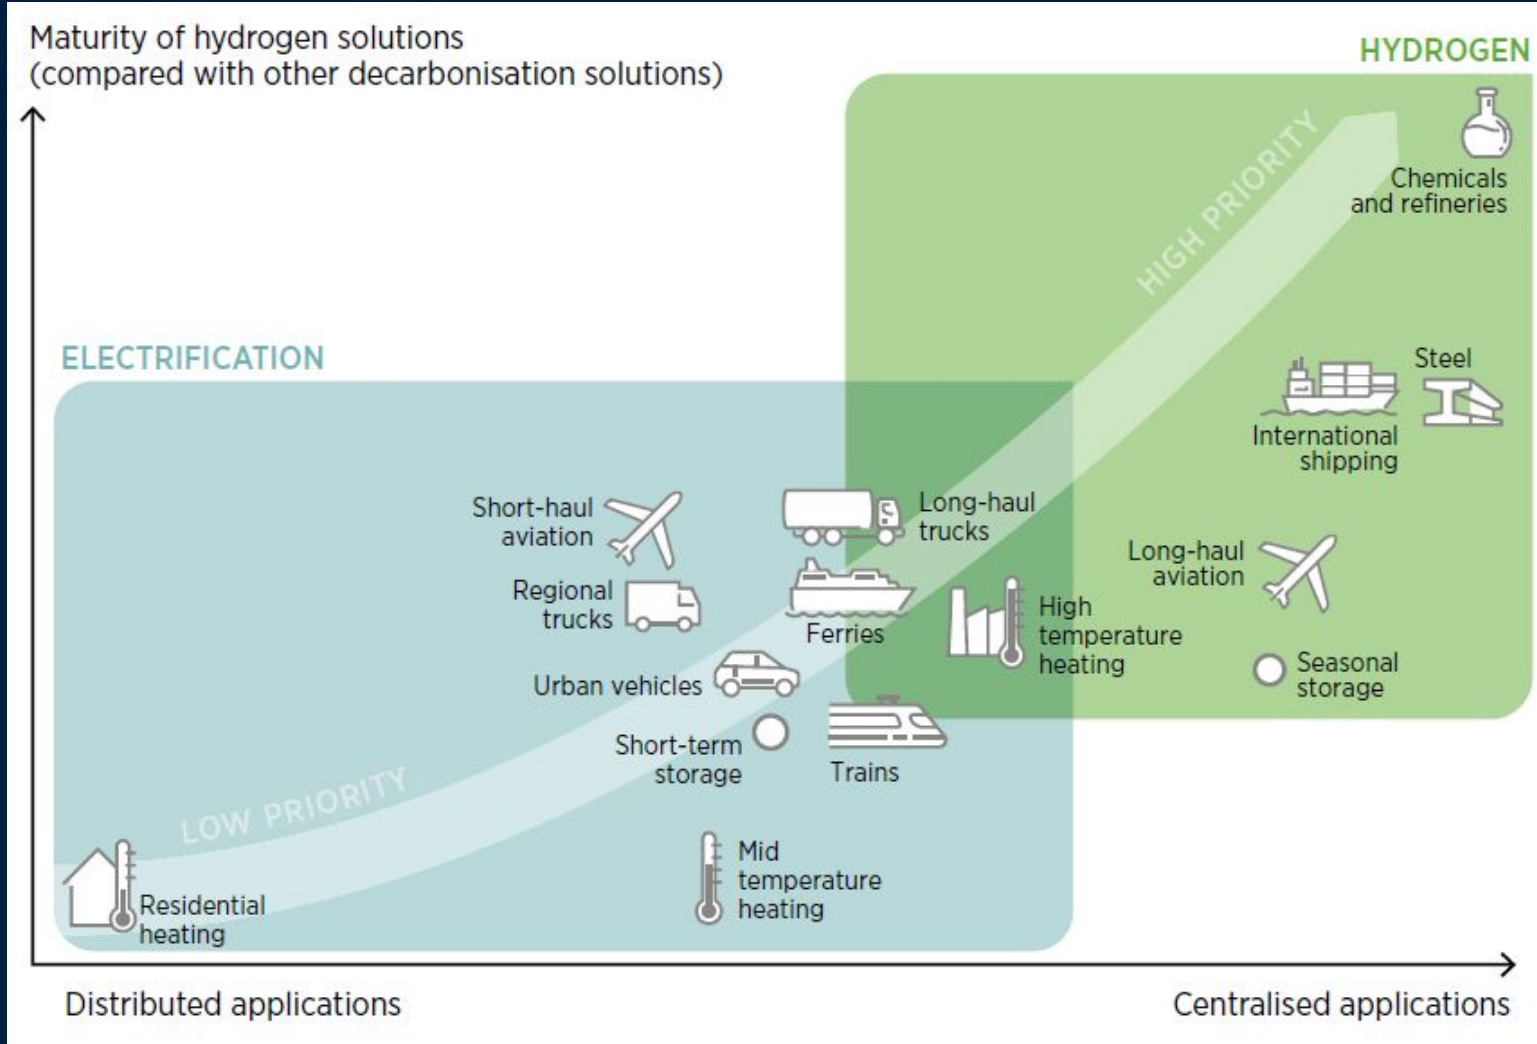 Maturity of hydrogen solutions
(compared with other decarbonisation solutions)
HYDROGEN
HIGH PRIORITY
Chemicals
and refineries
ELECTRIFICATION
Steel
International
shipping
Short-haul
aviation
Long-haul
trucks
Long-haul
aviation
Regional
trucks
Ferries
High
temperature
heating
Urban vehicles
Seasonal
storage
Short-term
storage
Trains
LOW PRIORITY
Mid
temperature
heating
Residential
heating
Distributed applications
Centralised applications